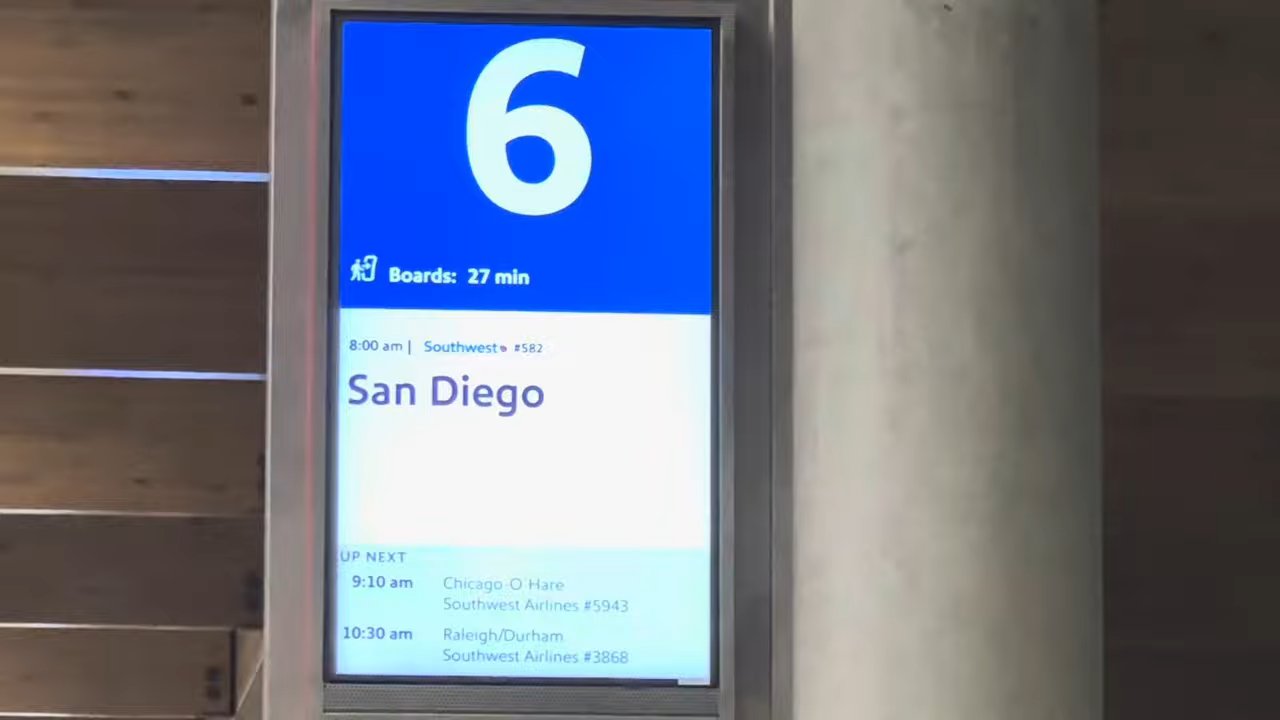 6
Boards: 27 min
8:00 am | Southwest #582
San Diego
UP NEXT
9:10 am Chicago-O Hare
Southwest Airlines #5943
10:30 am Raleigh/Durham
Southwest Airlines #3868